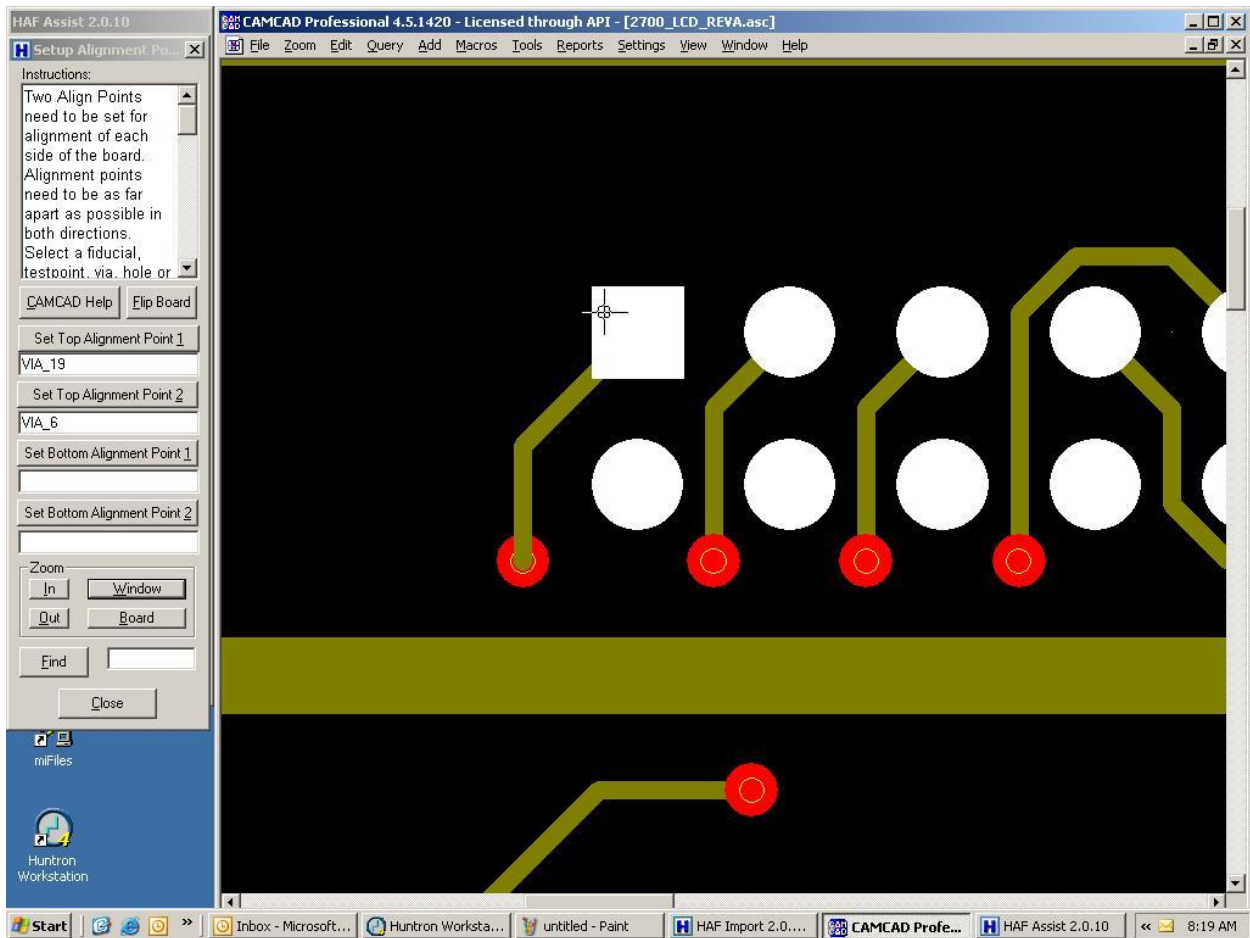 HAF Assist 2.0.10
Setup Alignment Po...
Instructions:
Two Align Points
need to be set for
alignment of each
side of the board.
Alignment points
need to be as far
apart as possible in
both directions.
Select a fiducial,
testpoint, via, hole or
CAMCAD Help Flip Board
Set Top Alignment Point 1
VIA_19
Set Top Alignment Point 2
VIA_6
Set Bottom Alignment Point 1
Set Bottom Alignment Point 2
Zoom
In Window
Out Board
Find
Close
CAMCAD Professional 4.5.1420 - Licensed through API - [2700_LCD_REVA.asc]
File Zoom Edit Query Add Macros Tools Reports Settings View Window Help
miFiles
Huntron
Workstation
Start » Inbox - Microsoft... Huntron Worksta... untitled - Paint HAF Import 2.0.... CAMCAD Profe... HAF Assist 2.0.10 « 8:19 AM